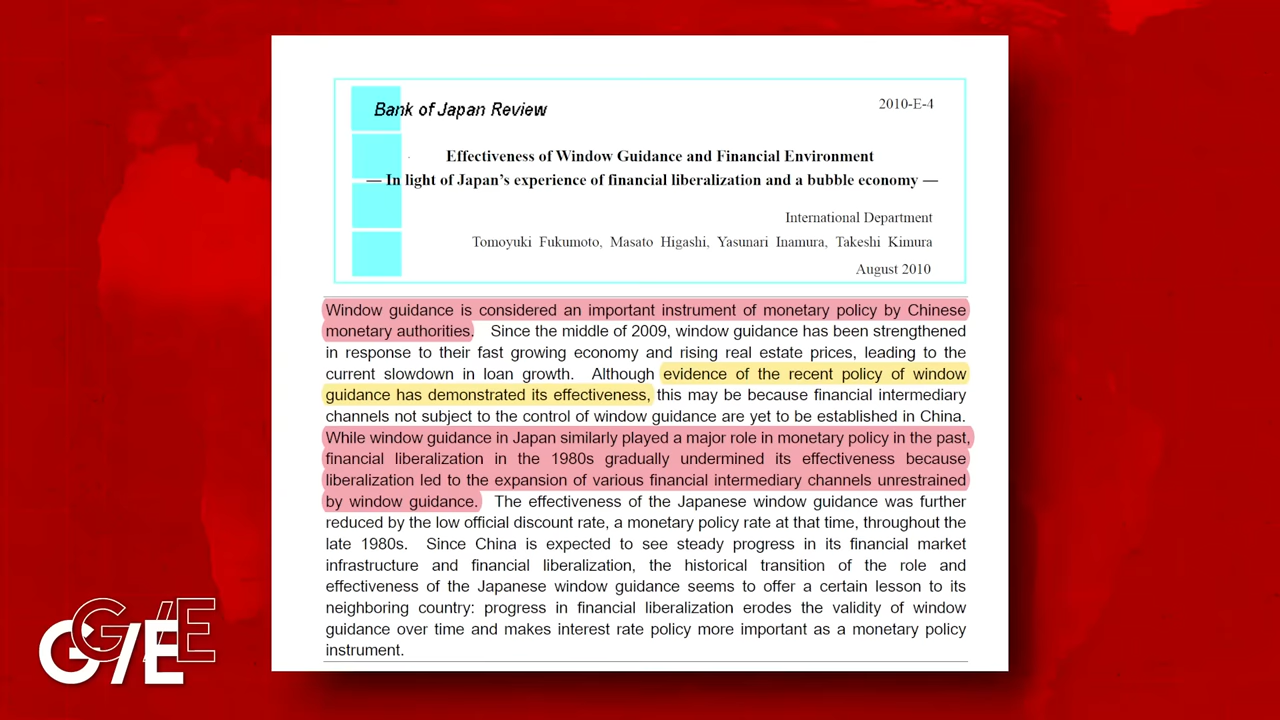 Bank of Japan Review
2010-E-4
Effectiveness of Window Guidance and Financial Environment
— In light of Japan's experience of financial liberalization and a bubble economy —
International Department
Tomoyuki Fukumoto, Masato Higashi, Yasunari Inamura, Takeshi Kimura
August 2010
Window guidance is considered an important instrument of monetary policy by Chinese
monetary authorities. Since the middle of 2009, window guidance has been strengthened
in response to their fast growing economy and rising real estate prices, leading to the
current slowdown in loan growth. Although evidence of the recent policy of window
guidance has demonstrated its effectiveness, this may be because financial intermediary
channels not subject to the control of window guidance are yet to be established in China.
While window guidance in Japan similarly played a major role in monetary policy in the past,
financial liberalization in the 1980s gradually undermined its effectiveness because
liberalization led to the expansion of various financial intermediary channels unrestrained
by window guidance. The effectiveness of the Japanese window guidance was further
reduced by the low official discount rate, a monetary policy rate at that time, throughout the
late 1980s. Since China is expected to see steady progress in its financial market
infrastructure and financial liberalization, the historical transition of the role and
effectiveness of the Japanese window guidance seems to offer a certain lesson to its
neighboring country: progress in financial liberalization erodes the validity of window
guidance over time and makes interest rate policy more important as a monetary policy
instrument.
G/E
G/E